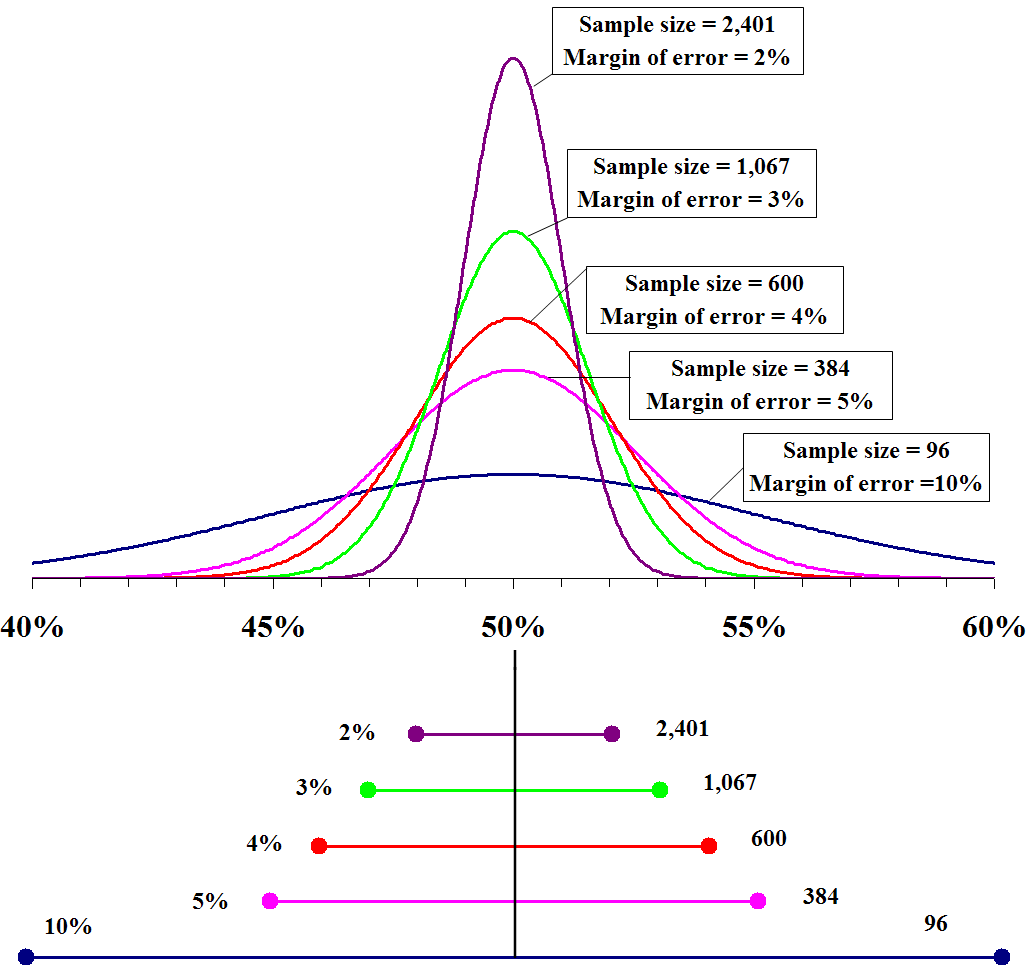 Sample size = 2,401
Margin of error = 2%
Sample size = 1,067
Margin of error = 3%
Sample size = 600
Margin of error = 4%
Sample size = 384
Margin of error = 5%
Sample size = 96
Margin of error =10%
40% 45% 50% 55% 60%
2% 2,401
3% 1,067
4% 600
5% 384
10% 96